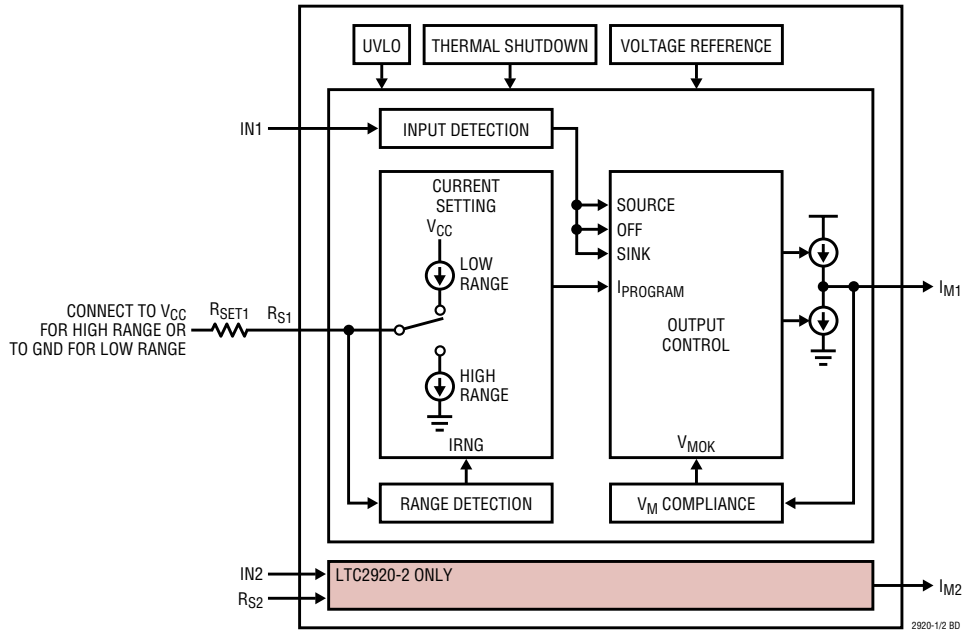 UVLO
THERMAL SHUTDOWN
VOLTAGE REFERENCE
IN1
INPUT DETECTION
CURRENT
SETTING
VCC
LOW
RANGE
HIGH
RANGE
IRNG
SOURCE
OFF
SINK
IPROGRAM
OUTPUT
CONTROL
VMOK
IM1
CONNECT TO VCC
FOR HIGH RANGE OR
TO GND FOR LOW RANGE
RSET1
RS1
RANGE DETECTION
VM COMPLIANCE
IN2
RS2
LTC2920-2 ONLY
IM2
2920-1/2 BD